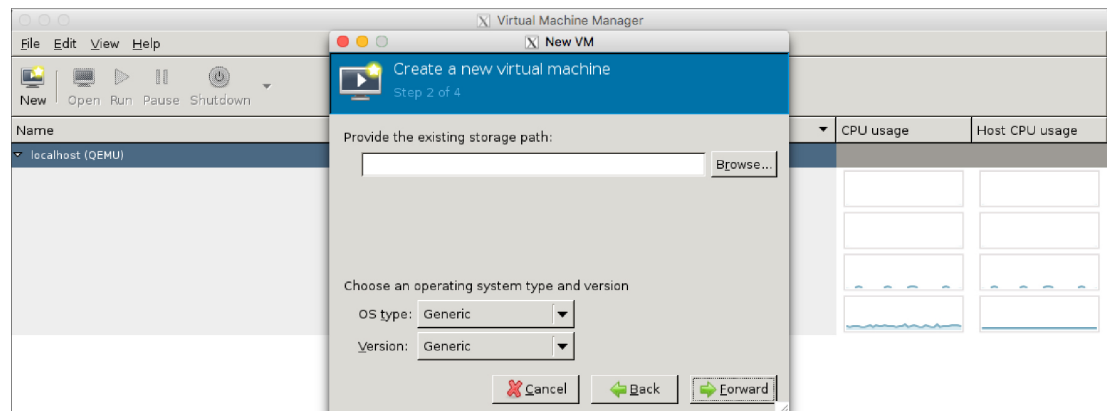 Virtual Machine Manager
File Edit View Help
New Open Run Pause Shutdown
Name CPU usage Host CPU usage
localhost (QEMU)
New VM
Create a new virtual machine
Step 2 of 4
Provide the existing storage path:
Browse...
Choose an operating system type and version
OS type: Generic
Version: Generic
Cancel Back Forward